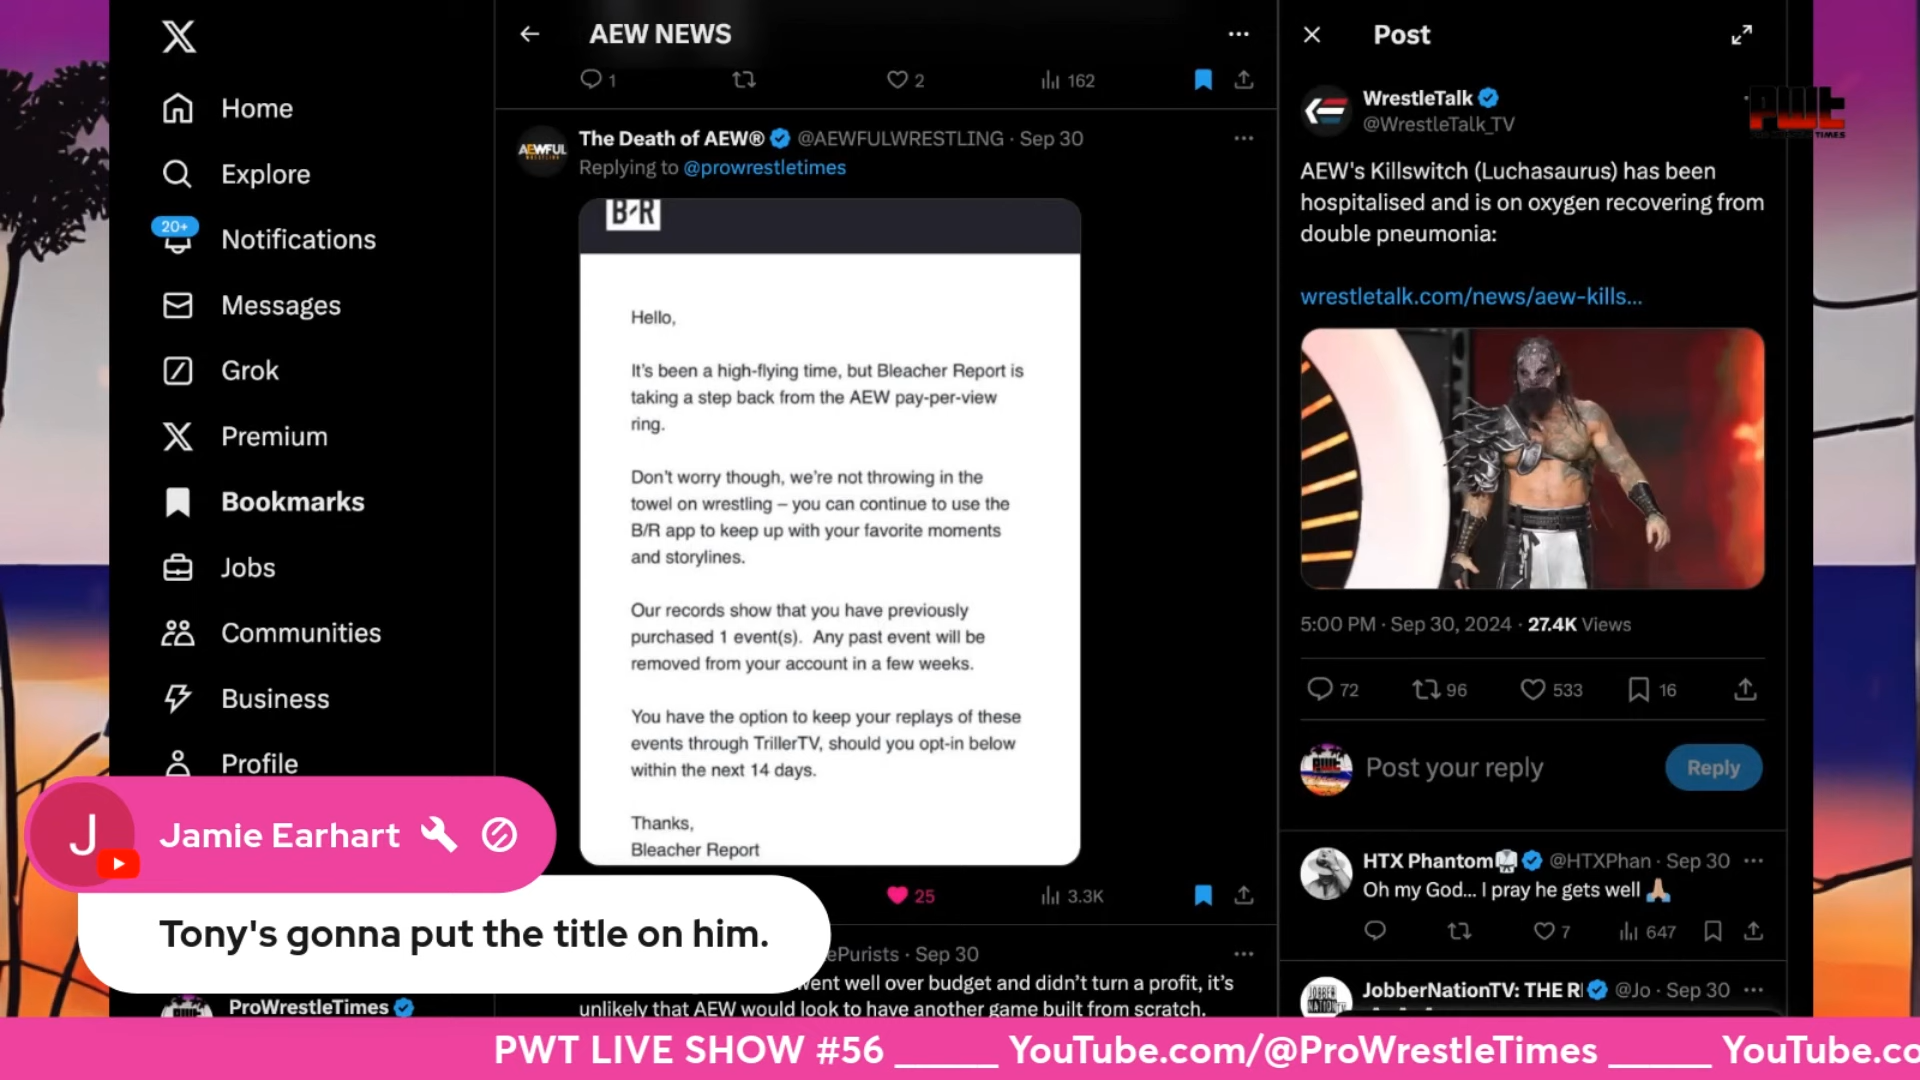 Home
Explore
20+
Notifications
Messages
Grok
Premium
Bookmarks
Jobs
Communities
Business
Profile
ProWrestleTimes
AEW NEWS
1
2
162
The Death of AEW® @AEWFULWRESTLING · Sep 30
Replying to @prowrestletimes
AEWFUL
B/R
Hello,
It's been a high-flying time, but Bleacher Report is
taking a step back from the AEW pay-per-view
ring.
Don't worry though, we're not throwing in the
towel on wrestling – you can continue to use the
B/R app to keep up with your favorite moments
and storylines.
Our records show that you have previously
purchased 1 event(s). Any past event will be
removed from your account in a few weeks.
You have the option to keep your replays of these
events through TrillerTV, should you opt-in below
within the next 14 days.
Thanks,
Bleacher Report
25
3.3K
ePurists · Sep 30
went well over budget and didn't turn a profit, it's
unlikely that AEW would look to have another game built from scratch.
Post
WrestleTalk
@WrestleTalk_TV
PWT
TIMES
AEW's Killswitch (Luchasaurus) has been
hospitalised and is on oxygen recovering from
double pneumonia:
wrestletalk.com/news/aew-kills...
5:00 PM · Sep 30, 2024 · 27.4K Views
72
96
533
16
PWT
Post your reply
Reply
HTX Phantom @HTXPhan · Sep 30
Oh my God... I pray he gets well 🙏🏽
7
647
JobberNationTV: THE R @Jo · Sep 30
J
Jamie Earhart
Tony's gonna put the title on him.
PWT LIVE SHOW #56 _____ YouTube.com/@ProWrestleTimes _____ YouTube.co